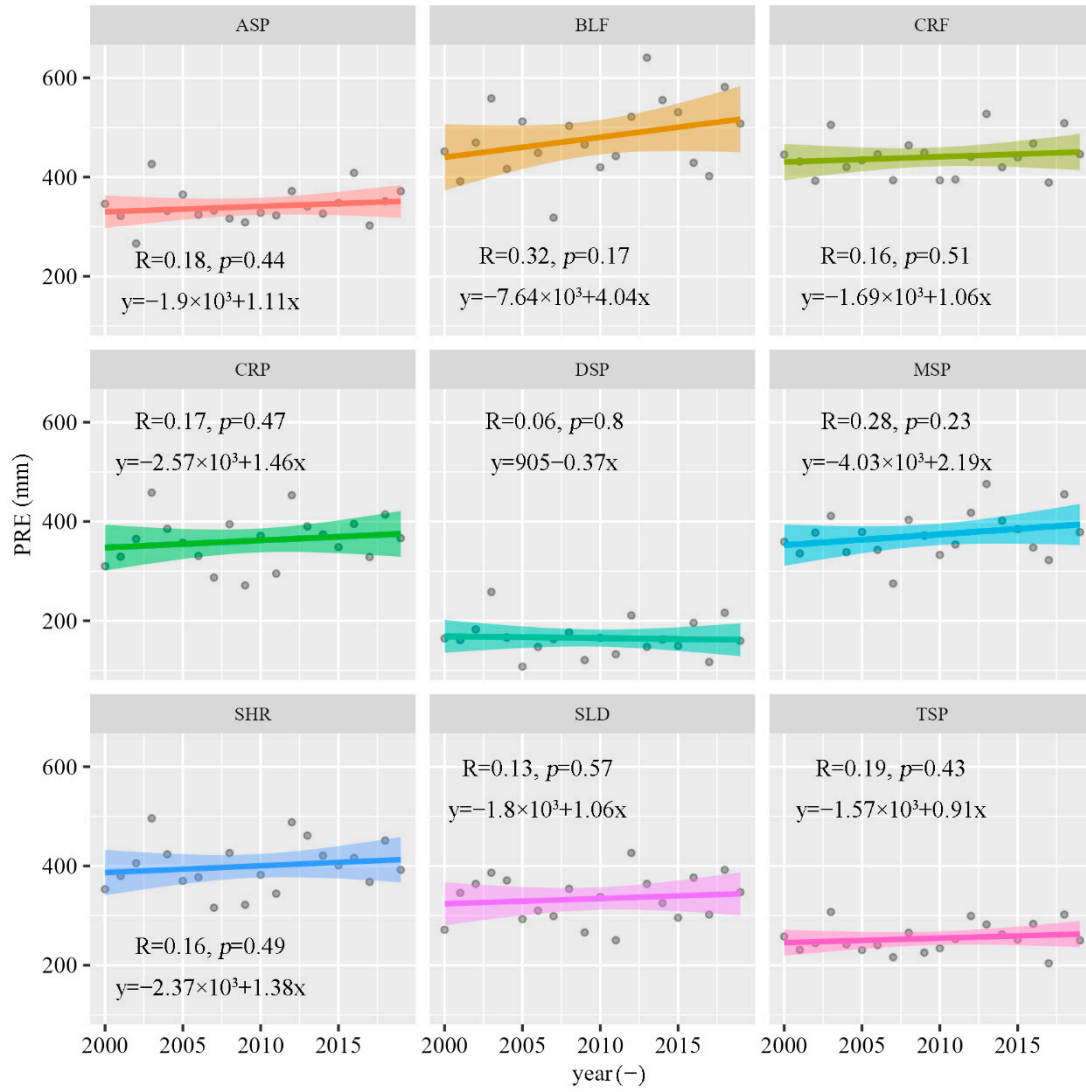 ASP
BLF
CRF
600
400
200
R=0.18, p=0.44
y=−1.9×10³+1.11x
R=0.32, p=0.17
y=−7.64×10³+4.04x
R=0.16, p=0.51
y=−1.69×10³+1.06x
CRP
DSP
MSP
600
400
200
R=0.17, p=0.47
y=−2.57×10³+1.46x
R=0.06, p=0.8
y=905−0.37x
R=0.28, p=0.23
y=−4.03×10³+2.19x
PRE (mm)
SHR
SLD
TSP
600
400
200
R=0.16, p=0.49
y=−2.37×10³+1.38x
R=0.13, p=0.57
y=−1.8×10³+1.06x
R=0.19, p=0.43
y=−1.57×10³+0.91x
2000 2005 2010 2015
2000 2005 2010 2015
2000 2005 2010 2015
year (−)